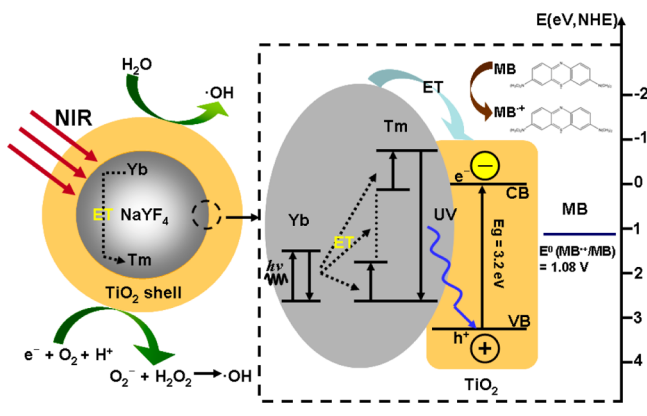 E(eV,NHE)
H₂O
·OH
NIR
Yb
ET
NaYF₄
Tm
TiO₂ shell
e⁻ + O₂ + H⁺
O₂⁻ + H₂O₂ → ·OH
ET
MB
MB·⁺
Tm
Yb
ET
hv
UV
e⁻
−
CB
Eg = 3.2 eV
h⁺
VB
+
TiO₂
MB
E⁰ (MB·⁺/MB)
= 1.08 V
-2
-1
0
1
2
3
4